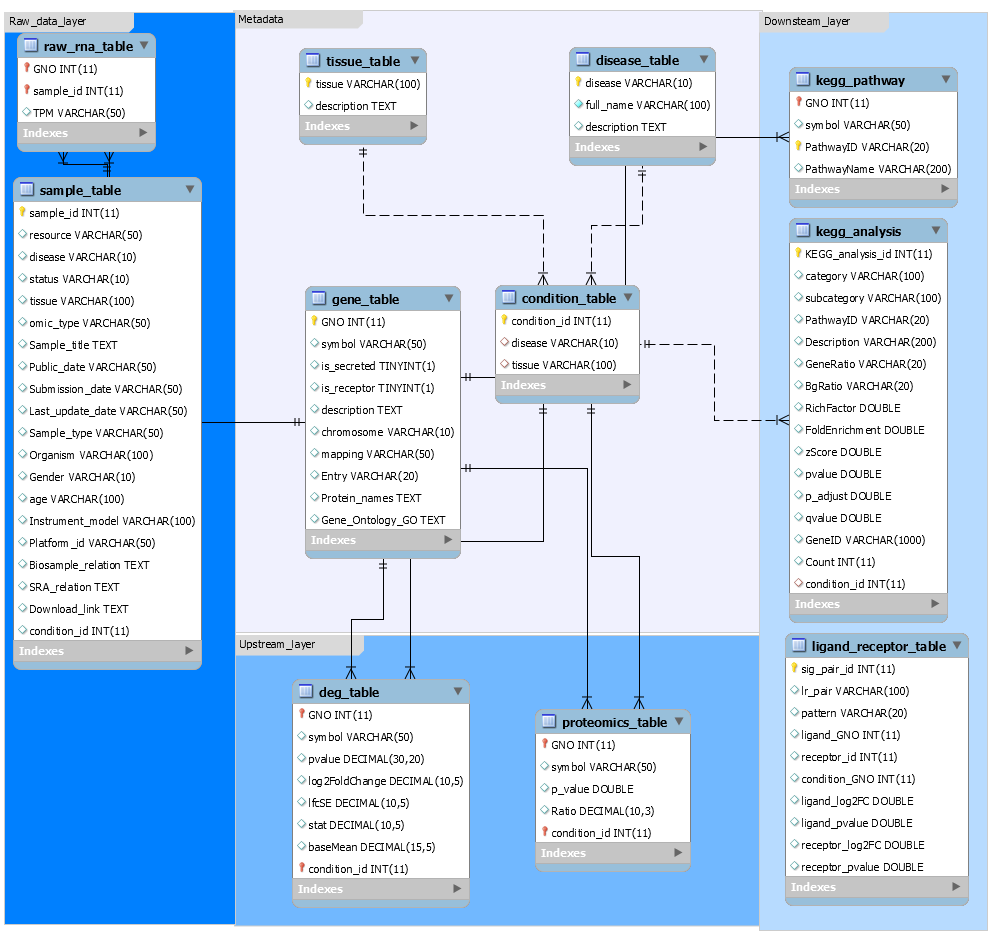 Raw_data_layer
raw_rna_table
GNO INT(11)
sample_id INT(11)
TPM VARCHAR(50)
Indexes
sample_table
sample_id INT(11)
resource VARCHAR(50)
disease VARCHAR(10)
status VARCHAR(10)
tissue VARCHAR(100)
omic_type VARCHAR(50)
Sample_title TEXT
Public_date VARCHAR(50)
Submission_date VARCHAR(50)
Last_update_date VARCHAR(50)
Sample_type VARCHAR(50)
Organism VARCHAR(100)
Gender VARCHAR(10)
age VARCHAR(100)
Instrument_model VARCHAR(100)
Platform_id VARCHAR(50)
Biosample_relation TEXT
SRA_relation TEXT
Download_link TEXT
condition_id INT(11)
Indexes
Metadata
tissue_table
tissue VARCHAR(100)
description TEXT
Indexes
disease_table
disease VARCHAR(10)
full_name VARCHAR(100)
description TEXT
Indexes
gene_table
GNO INT(11)
symbol VARCHAR(50)
is_secreted TINYINT(1)
is_receptor TINYINT(1)
description TEXT
chromosome VARCHAR(10)
mapping VARCHAR(50)
Entry VARCHAR(20)
Protein_names TEXT
Gene_Ontology_GO TEXT
Indexes
condition_table
condition_id INT(11)
disease VARCHAR(10)
tissue VARCHAR(100)
Indexes
Upstream_layer
deg_table
GNO INT(11)
symbol VARCHAR(50)
pvalue DECIMAL(30,20)
log2FoldChange DECIMAL(10,5)
lfcSE DECIMAL(10,5)
stat DECIMAL(10,5)
baseMean DECIMAL(15,5)
condition_id INT(11)
Indexes
proteomics_table
GNO INT(11)
symbol VARCHAR(50)
p_value DOUBLE
Ratio DECIMAL(10,3)
condition_id INT(11)
Indexes
Downsteam_layer
kegg_pathway
GNO INT(11)
symbol VARCHAR(50)
PathwayID VARCHAR(20)
PathwayName VARCHAR(200)
Indexes
kegg_analysis
KEGG_analysis_id INT(11)
category VARCHAR(100)
subcategory VARCHAR(100)
PathwayID VARCHAR(20)
Description VARCHAR(200)
GeneRatio VARCHAR(20)
BgRatio VARCHAR(20)
RichFactor DOUBLE
FoldEnrichment DOUBLE
zScore DOUBLE
pvalue DOUBLE
p_adjust DOUBLE
qvalue DOUBLE
GeneID VARCHAR(1000)
Count INT(11)
condition_id INT(11)
Indexes
ligand_receptor_table
sig_pair_id INT(11)
lr_pair VARCHAR(100)
pattern VARCHAR(20)
ligand_GNO INT(11)
receptor_id INT(11)
condition_GNO INT(11)
ligand_log2FC DOUBLE
ligand_pvalue DOUBLE
receptor_log2FC DOUBLE
receptor_pvalue DOUBLE
Indexes